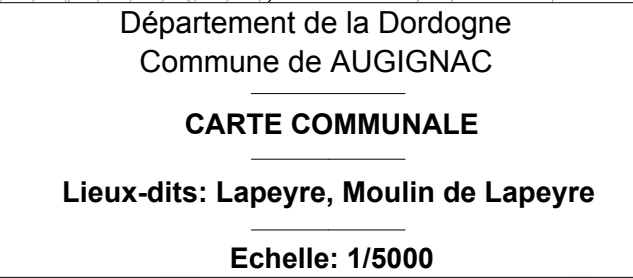 Département de la Dordogne
Commune de AUGIGNAC
CARTE COMMUNALE
Lieux-dits: Lapeyre, Moulin de Lapeyre
Echelle: 1/5000